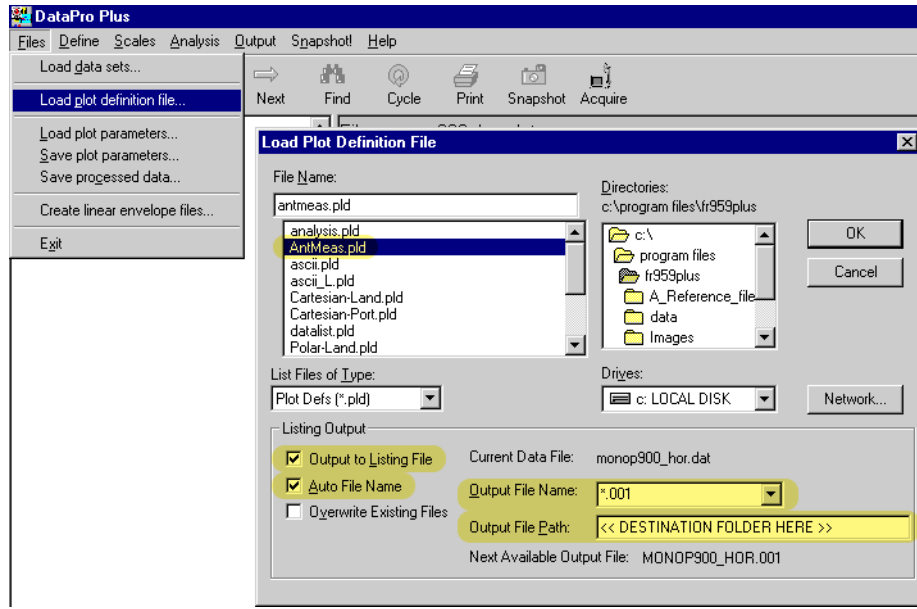 DataPro Plus
Files Define Scales Analysis Output Snapshot! Help
Load data sets...
Load plot definition file...
Load plot parameters...
Save plot parameters...
Save processed data...
Create linear envelope files...
Exit
Next Find Cycle Print Snapshot Acquire
Load Plot Definition File
File Name:
antmeas.pld
analysis.pld
AntMeas.pld
ascii.pld
ascii_L.pld
Cartesian-Land.pld
Cartesian-Port.pld
datalist.pld
Polar-Land.pld
Directories:
c:\program files\fr959plus
c:\
program files
fr959plus
A_Reference_file
data
Images
OK
Cancel
List Files of Type:
Plot Defs (*.pld)
Drives:
c: LOCAL DISK
Network...
Listing Output
Output to Listing File
Auto File Name
Overwrite Existing Files
Current Data File: monop900_hor.dat
Output File Name: *.001
Output File Path: << DESTINATION FOLDER HERE >>
Next Available Output File: MONOP900_HOR.001